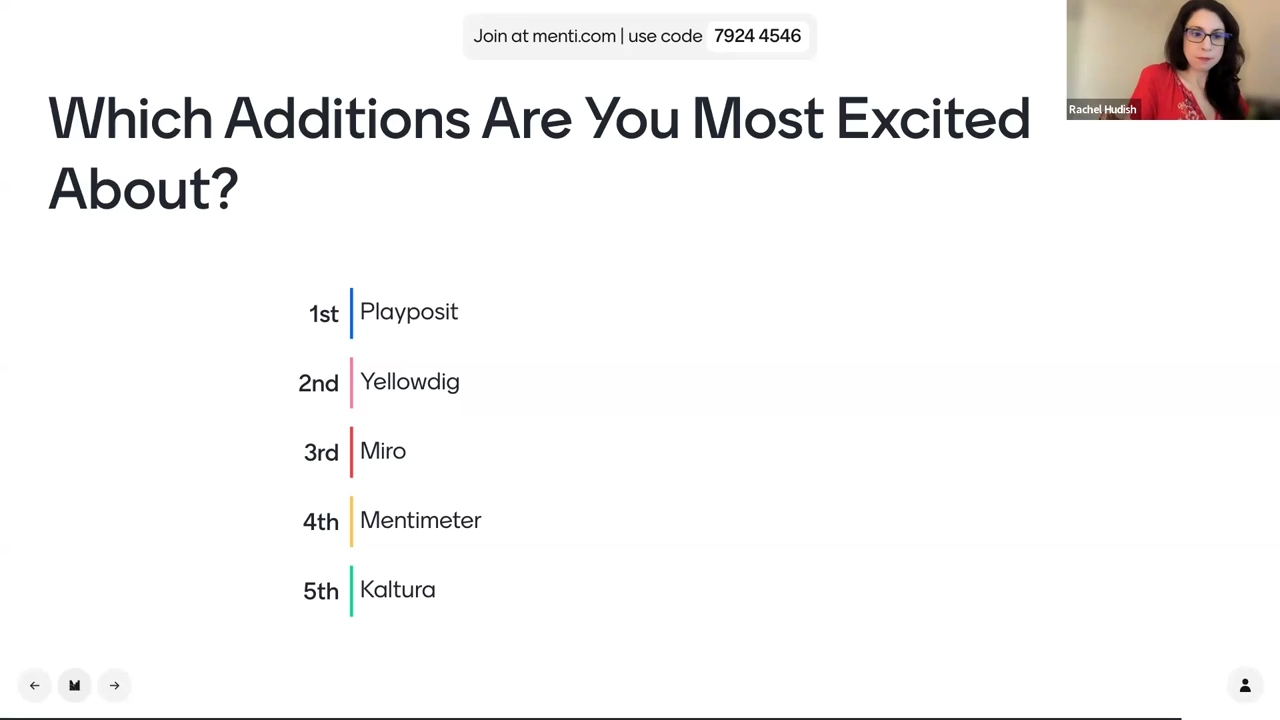 Join at menti.com | use code 7924 4546
Which Additions Are You Most Excited
About?
Rachel Hudish
1st Playposit
2nd Yellowdig
3rd Miro
4th Mentimeter
5th Kaltura